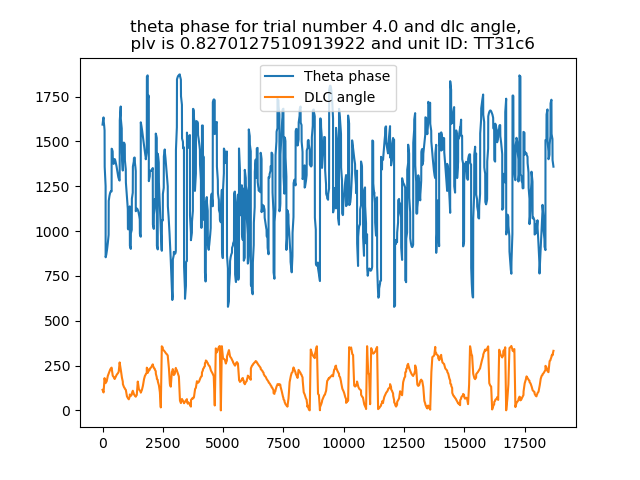 theta phase for trial number 4.0 and dlc angle,
plv is 0.8270127510913922 and unit ID: TT31c6
Theta phase
DLC angle
1750
1500
1250
1000
750
500
250
0
0 2500 5000 7500 10000 12500 15000 17500